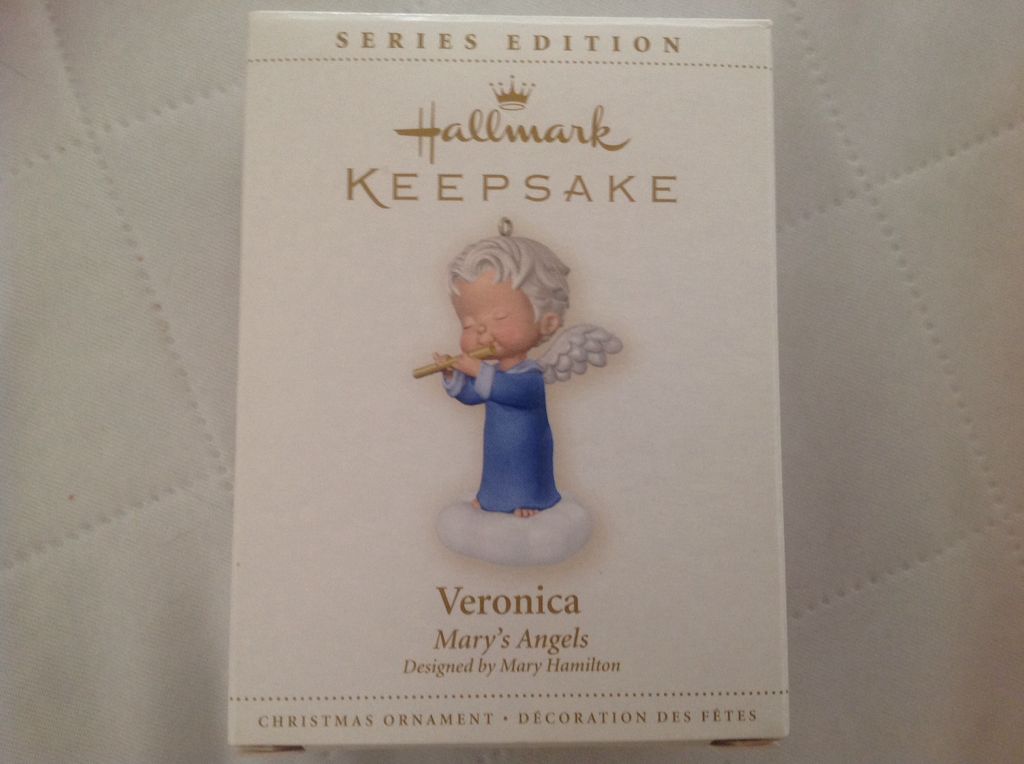 SERIES EDITION
Hallmark
KEEPSAKE
Veronica
Mary's Angels
Designed by Mary Hamilton
CHRISTMAS ORNAMENT • DÉCORATION DES FÊTES